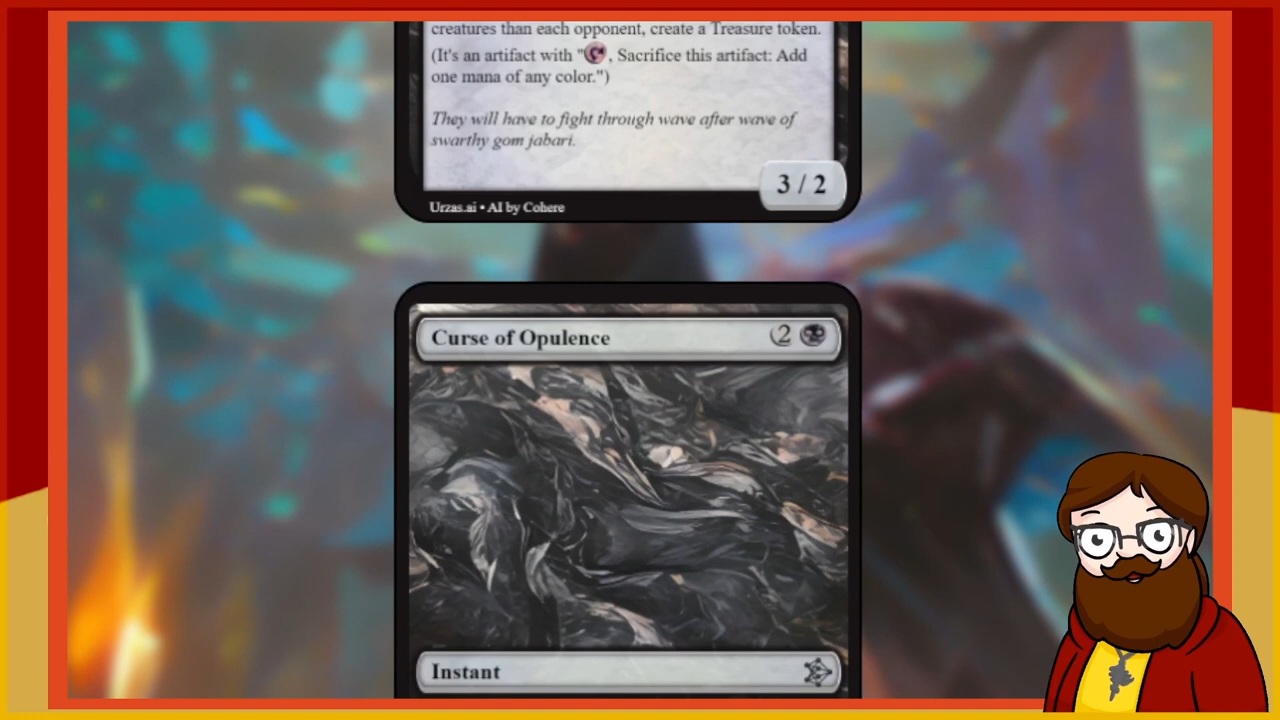 creatures than each opponent, create a Treasure token.
(It's an artifact with ", Sacrifice this artifact: Add
one mana of any color.")
They will have to fight through wave after wave of
swarthy gom jabari.
3 / 2
Urzas.ai • AI by Cohere
Curse of Opulence 2
Instant